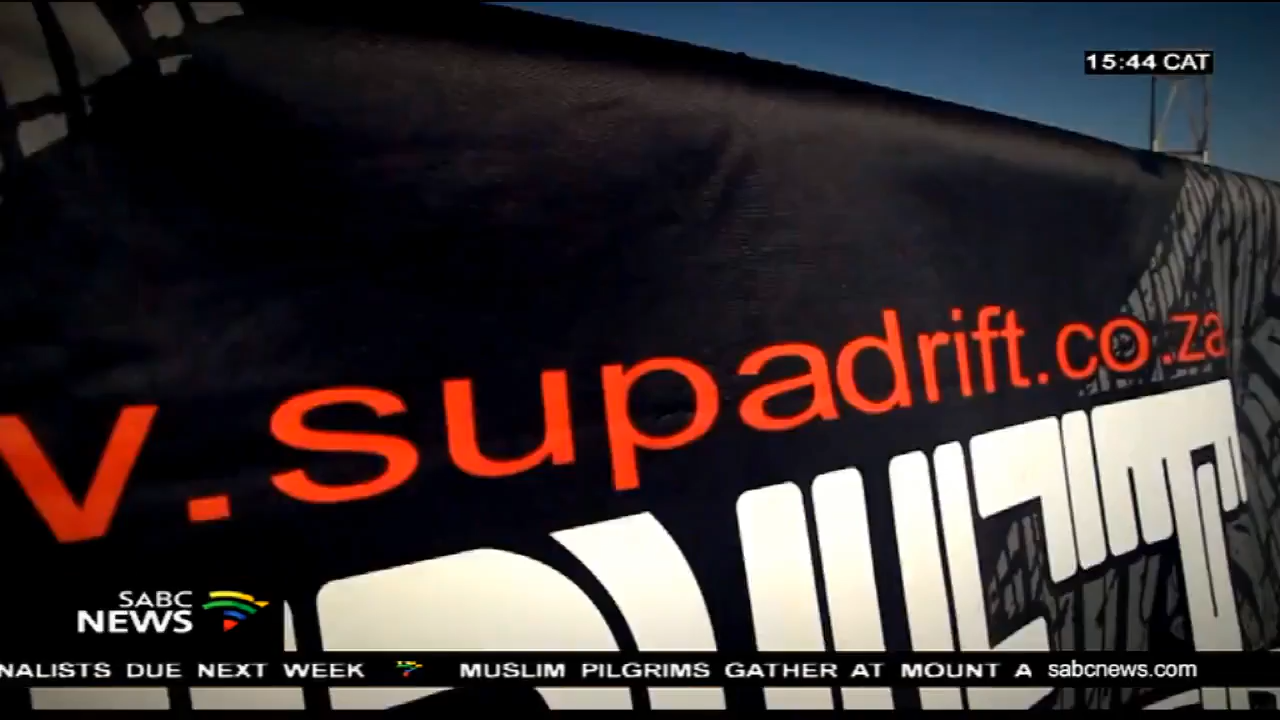 15:44 CAT
v.supadrift.co.za
SABC
NEWS
NALISTS DUE NEXT WEEK MUSLIM PILGRIMS GATHER AT MOUNT A sabcnews.com